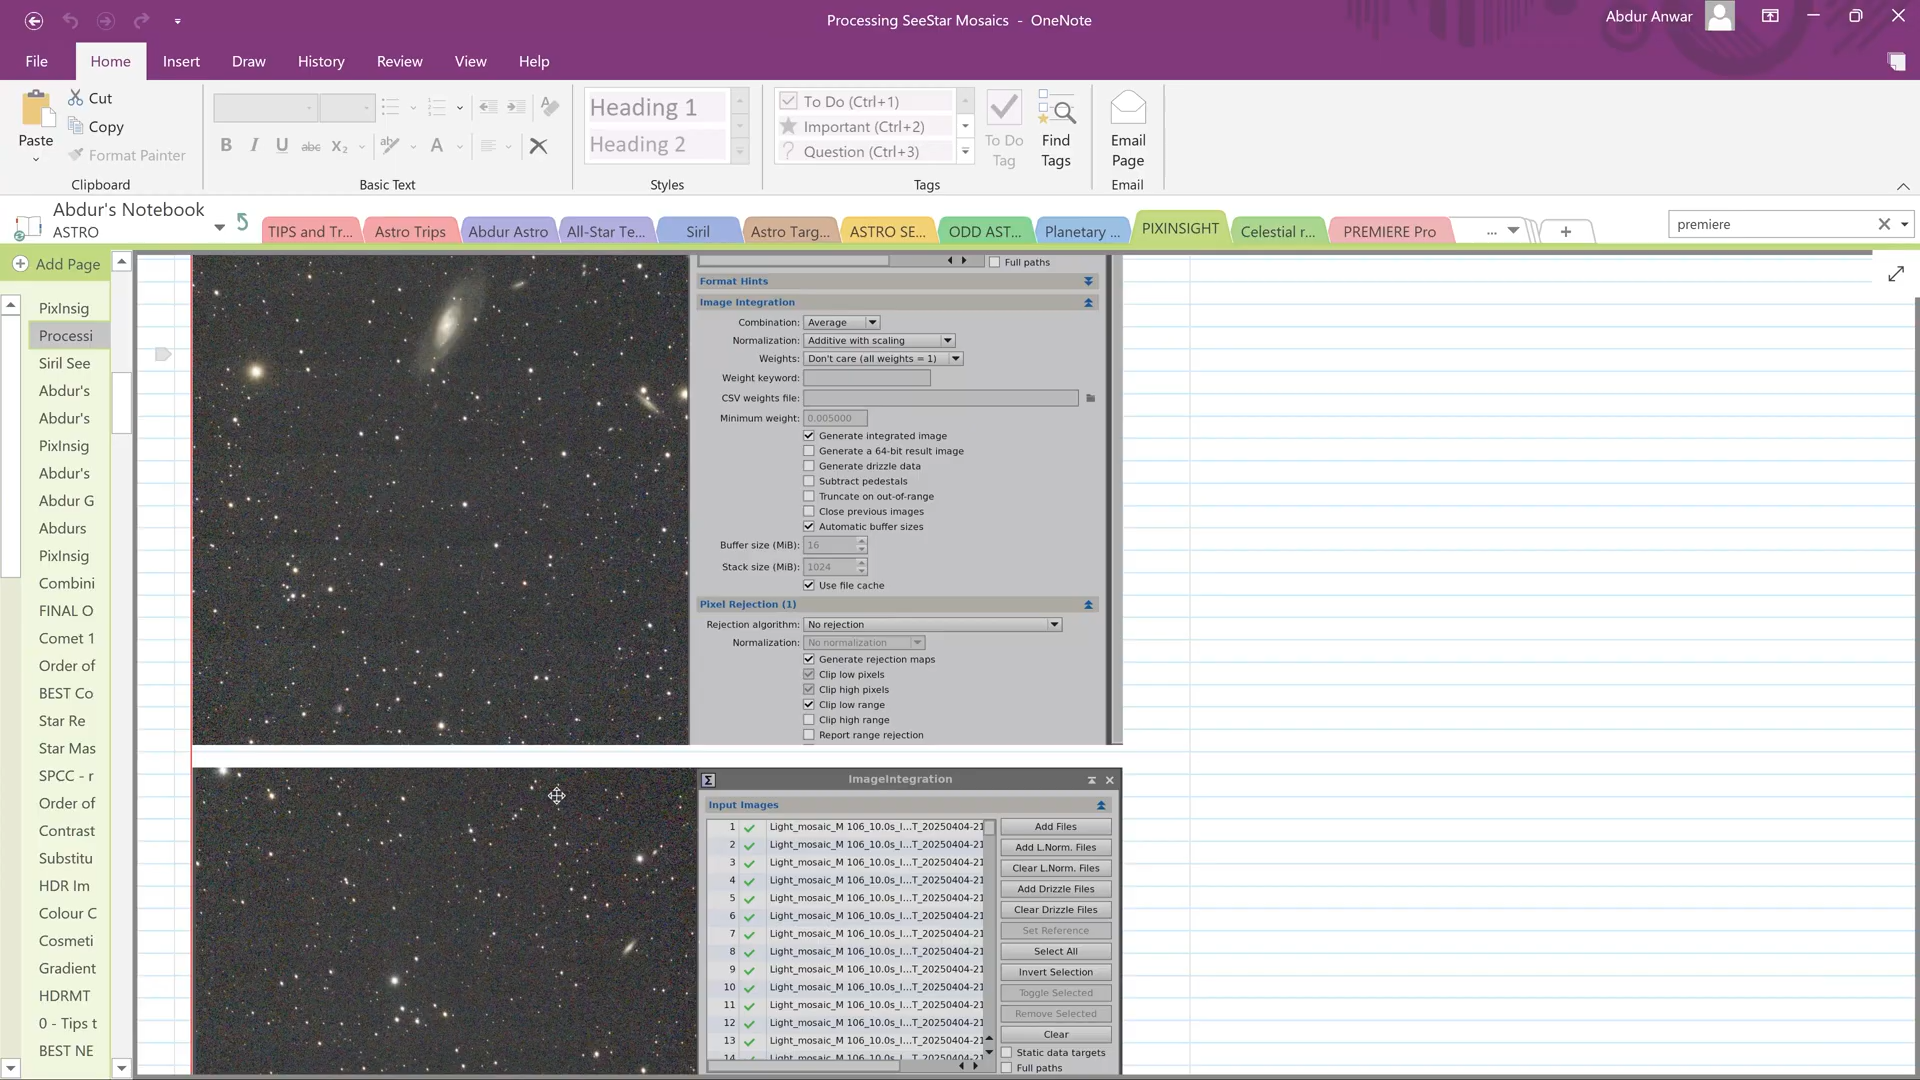 Processing SeeStar Mosaics - OneNote
Abdur Anwar
File Home Insert Draw History Review View Help
Paste
Cut
Copy
Format Painter
Clipboard
B I U abc X₂ A
Basic Text
Heading 1
Heading 2
Styles
To Do (Ctrl+1)
Important (Ctrl+2)
Question (Ctrl+3)
To Do
Tag
Find
Tags
Tags
Email
Page
Email
Abdur's Notebook
ASTRO
TIPS and Tr...
Astro Trips
Abdur Astro
All-Star Te...
Siril
Astro Targ...
ASTRO SE...
ODD AST...
Planetary ...
PIXINSIGHT
Celestial r...
PREMIERE Pro
...
+
premiere
Add Page
PixInsig
Processi
Siril See
Abdur's
Abdur's
PixInsig
Abdur's
Abdur G
Abdurs
PixInsig
Combini
FINAL O
Comet 1
Order of
BEST Co
Star Re
Star Mas
SPCC - r
Order of
Contrast
Substitu
HDR Im
Colour C
Cosmeti
Gradient
HDRMT
0 - Tips t
BEST NE
Full paths
Format Hints
Image Integration
Combination: Average
Normalization: Additive with scaling
Weights: Don't care (all weights = 1)
Weight keyword:
CSV weights file:
Minimum weight: 0.005000
Generate integrated image
Generate a 64-bit result image
Generate drizzle data
Subtract pedestals
Truncate on out-of-range
Close previous images
Automatic buffer sizes
Buffer size (MiB): 16
Stack size (MiB): 1024
Use file cache
Pixel Rejection (1)
Rejection algorithm: No rejection
Normalization: No normalization
Generate rejection maps
Clip low pixels
Clip high pixels
Clip low range
Clip high range
Report range rejection
Σ ImageIntegration
Input Images
1 Light_mosaic_M 106_10.0s_I...T_20250404-21
2 Light_mosaic_M 106_10.0s_I...T_20250404-21
3 Light_mosaic_M 106_10.0s_I...T_20250404-21
4 Light_mosaic_M 106_10.0s_I...T_20250404-21
5 Light_mosaic_M 106_10.0s_I...T_20250404-21
6 Light_mosaic_M 106_10.0s_I...T_20250404-21
7 Light_mosaic_M 106_10.0s_I...T_20250404-21
8 Light_mosaic_M 106_10.0s_I...T_20250404-21
9 Light_mosaic_M 106_10.0s_I...T_20250404-21
10 Light_mosaic_M 106_10.0s_I...T_20250404-21
11 Light_mosaic_M 106_10.0s_I...T_20250404-21
12 Light_mosaic_M 106_10.0s_I...T_20250404-21
13 Light_mosaic_M 106_10.0s_I...T_20250404-21
14 Light_mosaic_M 106_10.0s_I...T_20250404-21
Add Files
Add L.Norm. Files
Clear L.Norm. Files
Add Drizzle Files
Clear Drizzle Files
Set Reference
Select All
Invert Selection
Toggle Selected
Remove Selected
Clear
Static data targets
Full paths